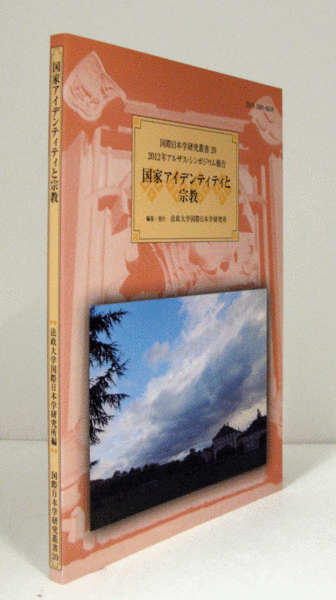 国際日本学研究叢書 20
2012年アルザス・シンポジウム報告
国家アイデンティティと
宗教
編集・発行 法政大学国際日本学研究所
国家アイデンティティと宗教
法政大学国際日本学研究所編
国際日本学研究叢書20